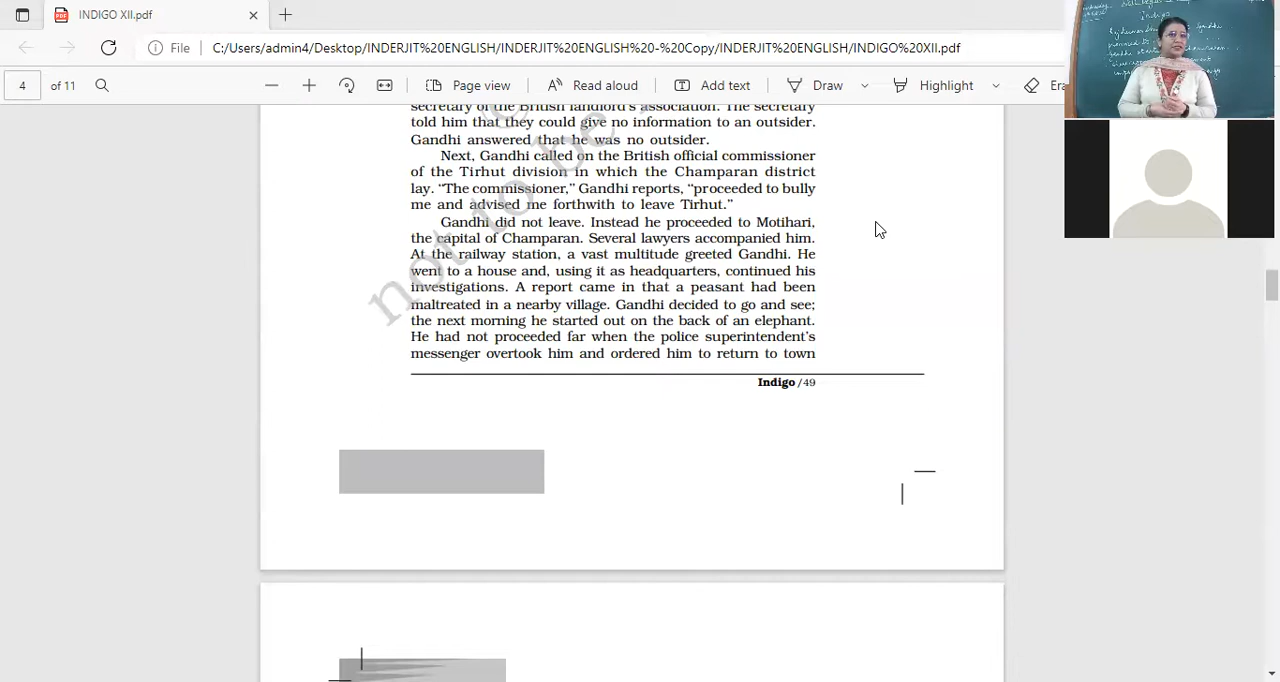 INDIGO XII.pdf
File
C:/Users/admin4/Desktop/INDERJIT%20ENGLISH/INDERJIT%20ENGLISH%20-%20Copy/INDERJIT%20ENGLISH/INDIGO%20XII.pdf
4 of 11
Page view
Read aloud
Add text
Draw
Highlight
Era
secretary of the British landlord's association. The secretary
told him that they could give no information to an outsider.
Gandhi answered that he was no outsider.
Next, Gandhi called on the British official commissioner
of the Tirhut division in which the Champaran district
lay. “The commissioner,” Gandhi reports, “proceeded to bully
me and advised me forthwith to leave Tirhut.”
Gandhi did not leave. Instead he proceeded to Motihari,
the capital of Champaran. Several lawyers accompanied him.
At the railway station, a vast multitude greeted Gandhi. He
went to a house and, using it as headquarters, continued his
investigations. A report came in that a peasant had been
maltreated in a nearby village. Gandhi decided to go and see;
the next morning he started out on the back of an elephant.
He had not proceeded far when the police superintendent's
messenger overtook him and ordered him to return to town
Indigo /49
not to be
Indigo